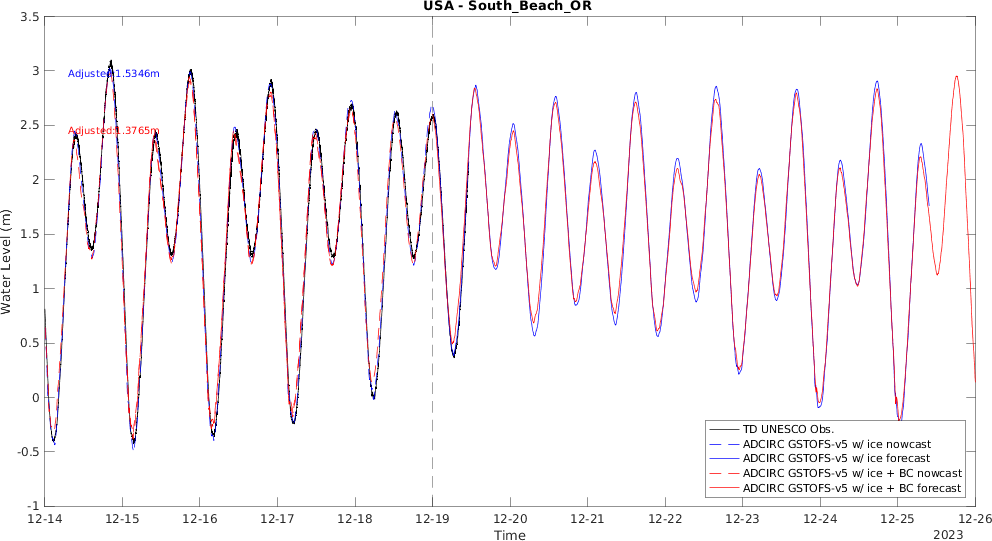 USA - South_Beach_OR
3.5
3
2.5
2
1.5
1
0.5
0
-0.5
-1
Water Level (m)
Adjusted:1.5346m
Adjusted:1.3765m
TD UNESCO Obs.
ADCIRC GSTOFS-v5 w/ ice nowcast
ADCIRC GSTOFS-v5 w/ ice forecast
ADCIRC GSTOFS-v5 w/ ice + BC nowcast
ADCIRC GSTOFS-v5 w/ ice + BC forecast
12-14 12-15 12-16 12-17 12-18 12-19 12-20 12-21 12-22 12-23 12-24 12-25 12-26
Time
2023